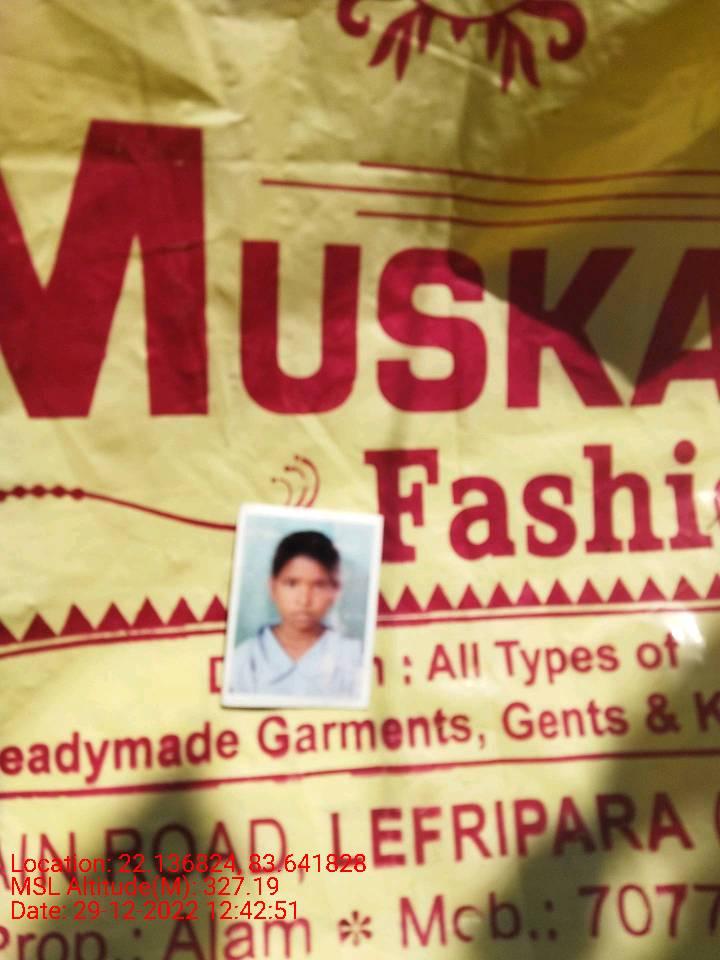 MUSKA
Fashi
: All Types of
eadymade Garments, Gents & K
AIN ROAD, LEFRIPARA (
Prop.: Alam * Mob.: 7077
Location: 22.136824, 83.641828
MSL Altitude(M): 327.19
Date: 29-12-2022 12:42:51